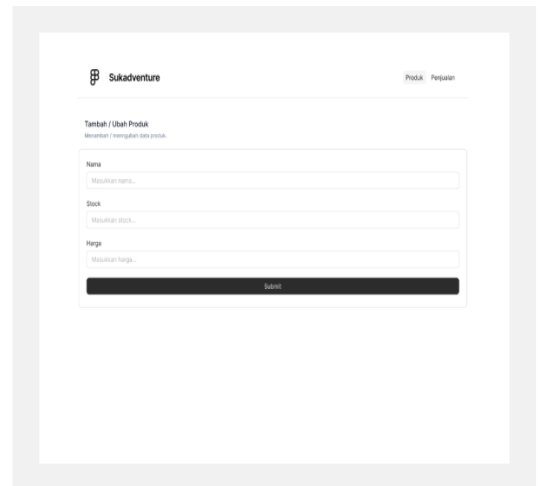 Sukadventure
Produk Penjualan
Tambah / Ubah Produk
Menambah / mengubah data produk.
Nama
Masukkan nama...
Stock
Masukkan stock...
Harga
Masukkan harga...
Submit